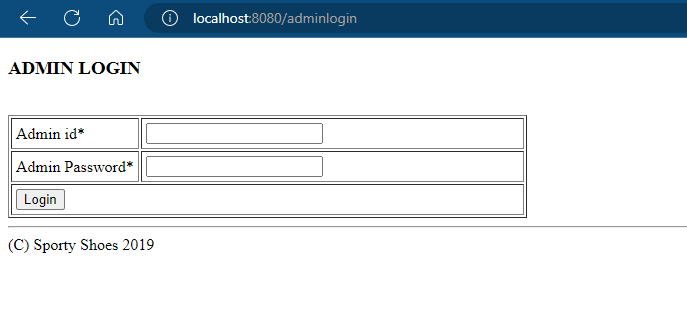 localhost:8080/adminlogin
ADMIN LOGIN
Admin id*
Admin Password*
Login
(C) Sporty Shoes 2019